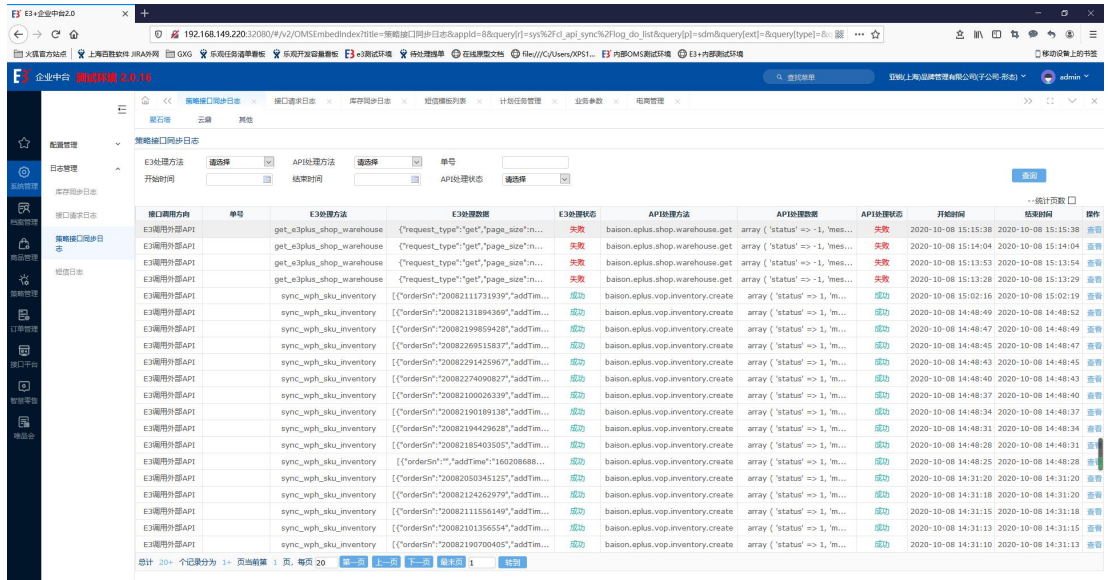 E3+企业中台2.0
192.168.149.220:32080/#/v2/OMSEmbedIndex?title=策略接口同步日志&appId=8&query[r]=sys%2Fcl_api_sync%2Flog_do_list&query[p]=sdm&query[ext]=&query[type]=&
火狐官方站点 上海百胜软件 JIRA外网 GXG 乐观任务清单看板 乐观开发容量看板 e3测试环境 待处理推单 在线原型文档 file:///C:/Users/XPS1... 内部OMS测试环境 E3+内部测试环境 移动设备上的书签
E3 企业中台 测试环境 2.0.16 查找菜单 亚锐(上海)品牌管理有限公司(子公司-形态) admin
策略接口同步日志 接口请求日志 库存同步日志 短信模板列表 计划任务管理 业务参数 电商管理
聚石塔 云鼎 其他
系统管理
档案管理
商品管理
策略管理
订单管理
接口平台
智慧零售
唯品会
配置管理
日志管理
库存同步日志
接口请求日志
策略接口同步日志
短信日志
策略接口同步日志
E3处理方法 请选择 API处理方法 请选择 单号
开始时间 结束时间 API处理状态 请选择
查询
--统计页数
接口调用方向 单号 E3处理方法 E3处理数据 E3处理状态 API处理方法 API处理数据 API处理状态 开始时间 结束时间 操作
E3调用外部API get_e3plus_shop_warehouse {"request_type":"get","page_size":n... 失败 baison.eplus.shop.warehouse.get array ( 'status' => -1, 'mes... 失败 2020-10-08 15:15:38 2020-10-08 15:15:38 查看
E3调用外部API get_e3plus_shop_warehouse {"request_type":"get","page_size":n... 失败 baison.eplus.shop.warehouse.get array ( 'status' => -1, 'mes... 失败 2020-10-08 15:14:04 2020-10-08 15:14:04 查看
E3调用外部API get_e3plus_shop_warehouse {"request_type":"get","page_size":n... 失败 baison.eplus.shop.warehouse.get array ( 'status' => -1, 'mes... 失败 2020-10-08 15:13:53 2020-10-08 15:13:54 查看
E3调用外部API get_e3plus_shop_warehouse {"request_type":"get","page_size":n... 失败 baison.eplus.shop.warehouse.get array ( 'status' => -1, 'mes... 失败 2020-10-08 15:13:28 2020-10-08 15:13:29 查看
E3调用外部API sync_wph_sku_inventory [{"orderSn":"20082111731939","addTim... 成功 baison.eplus.vop.inventory.create array ( 'status' => 1, 'm... 成功 2020-10-08 15:02:16 2020-10-08 15:02:19 查看
E3调用外部API sync_wph_sku_inventory [{"orderSn":"20082131894369","addTim... 成功 baison.eplus.vop.inventory.create array ( 'status' => 1, 'm... 成功 2020-10-08 14:48:49 2020-10-08 14:48:52 查看
E3调用外部API sync_wph_sku_inventory [{"orderSn":"20082199859428","addTim... 成功 baison.eplus.vop.inventory.create array ( 'status' => 1, 'm... 成功 2020-10-08 14:48:47 2020-10-08 14:48:49 查看
E3调用外部API sync_wph_sku_inventory [{"orderSn":"20082269515837","addTim... 成功 baison.eplus.vop.inventory.create array ( 'status' => 1, 'm... 成功 2020-10-08 14:48:45 2020-10-08 14:48:47 查看
E3调用外部API sync_wph_sku_inventory [{"orderSn":"20082291425967","addTim... 成功 baison.eplus.vop.inventory.create array ( 'status' => 1, 'm... 成功 2020-10-08 14:48:43 2020-10-08 14:48:45 查看
E3调用外部API sync_wph_sku_inventory [{"orderSn":"20082274090827","addTim... 成功 baison.eplus.vop.inventory.create array ( 'status' => 1, 'm... 成功 2020-10-08 14:48:40 2020-10-08 14:48:43 查看
E3调用外部API sync_wph_sku_inventory [{"orderSn":"20082100026339","addTim... 成功 baison.eplus.vop.inventory.create array ( 'status' => 1, 'm... 成功 2020-10-08 14:48:37 2020-10-08 14:48:40 查看
E3调用外部API sync_wph_sku_inventory [{"orderSn":"20082190189138","addTim... 成功 baison.eplus.vop.inventory.create array ( 'status' => 1, 'm... 成功 2020-10-08 14:48:34 2020-10-08 14:48:37 查看
E3调用外部API sync_wph_sku_inventory [{"orderSn":"20082194429628","addTim... 成功 baison.eplus.vop.inventory.create array ( 'status' => 1, 'm... 成功 2020-10-08 14:48:31 2020-10-08 14:48:34 查看
E3调用外部API sync_wph_sku_inventory [{"orderSn":"20082185403505","addTim... 成功 baison.eplus.vop.inventory.create array ( 'status' => 1, 'm... 成功 2020-10-08 14:48:28 2020-10-08 14:48:31 查看
E3调用外部API sync_wph_sku_inventory [{"orderSn":"","addTime":"160208688... 成功 baison.eplus.vop.inventory.create array ( 'status' => 1, 'm... 成功 2020-10-08 14:48:25 2020-10-08 14:48:28 查看
E3调用外部API sync_wph_sku_inventory [{"orderSn":"20082050345125","addTim... 成功 baison.eplus.vop.inventory.create array ( 'status' => 1, 'm... 成功 2020-10-08 14:31:20 2020-10-08 14:31:20 查看
E3调用外部API sync_wph_sku_inventory [{"orderSn":"20082124262979","addTim... 成功 baison.eplus.vop.inventory.create array ( 'status' => 1, 'm... 成功 2020-10-08 14:31:18 2020-10-08 14:31:20 查看
E3调用外部API sync_wph_sku_inventory [{"orderSn":"20082111556149","addTim... 成功 baison.eplus.vop.inventory.create array ( 'status' => 1, 'm... 成功 2020-10-08 14:31:15 2020-10-08 14:31:18 查看
E3调用外部API sync_wph_sku_inventory [{"orderSn":"20082101356554","addTim... 成功 baison.eplus.vop.inventory.create array ( 'status' => 1, 'm... 成功 2020-10-08 14:31:13 2020-10-08 14:31:15 查看
E3调用外部API sync_wph_sku_inventory [{"orderSn":"20082190700405","addTim... 成功 baison.eplus.vop.inventory.create array ( 'status' => 1, 'm... 成功 2020-10-08 14:31:10 2020-10-08 14:31:13 查看
总计 20+ 个记录分为 1+ 页当前第 1 页, 每页 20 第一页 上一页 下一页 最末页 1 转到